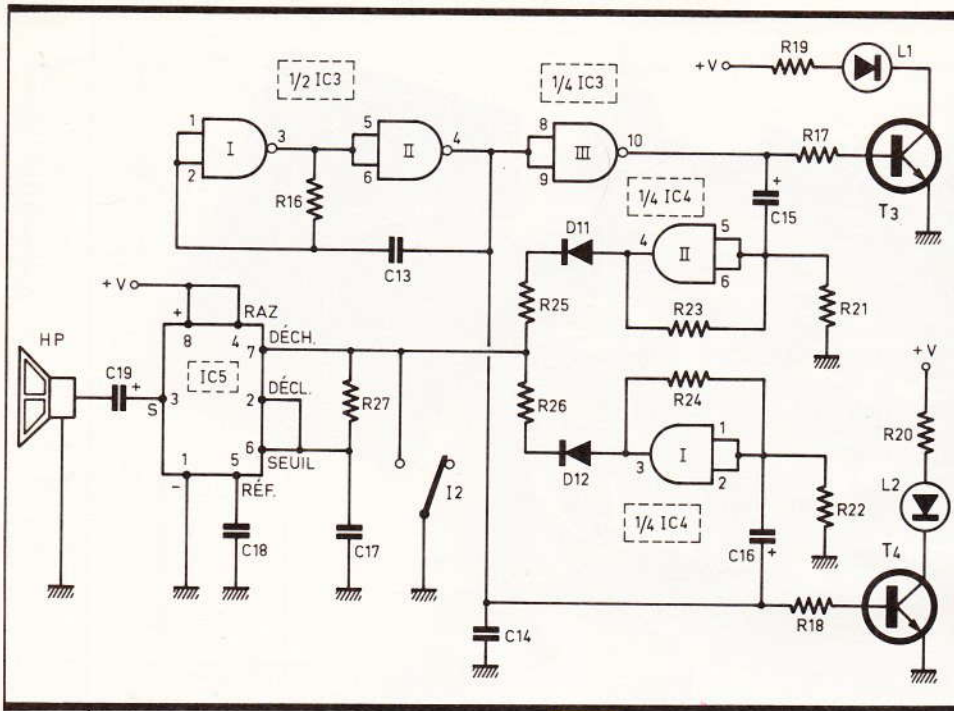 R19
L1
+V
1/2 IC3
1/4 IC3
1
2
I
3
5
6
II
4
8
9
III
10
R17
T3
R16
C13
1/4 IC4
C15
+
D11
4
II
5
6
R25
R23
R21
+V
RAZ
+
8
4
DÉCH.
7
HP
C19
+
S
3
IC5
DÉCL.
2
R27
6
SEUIL
1
-
5
RÉF.
I2
C18
C17
R26
R24
D12
3
I
1
2
1/4 IC4
R22
C16
+
+V
R20
L2
T4
C14
R18